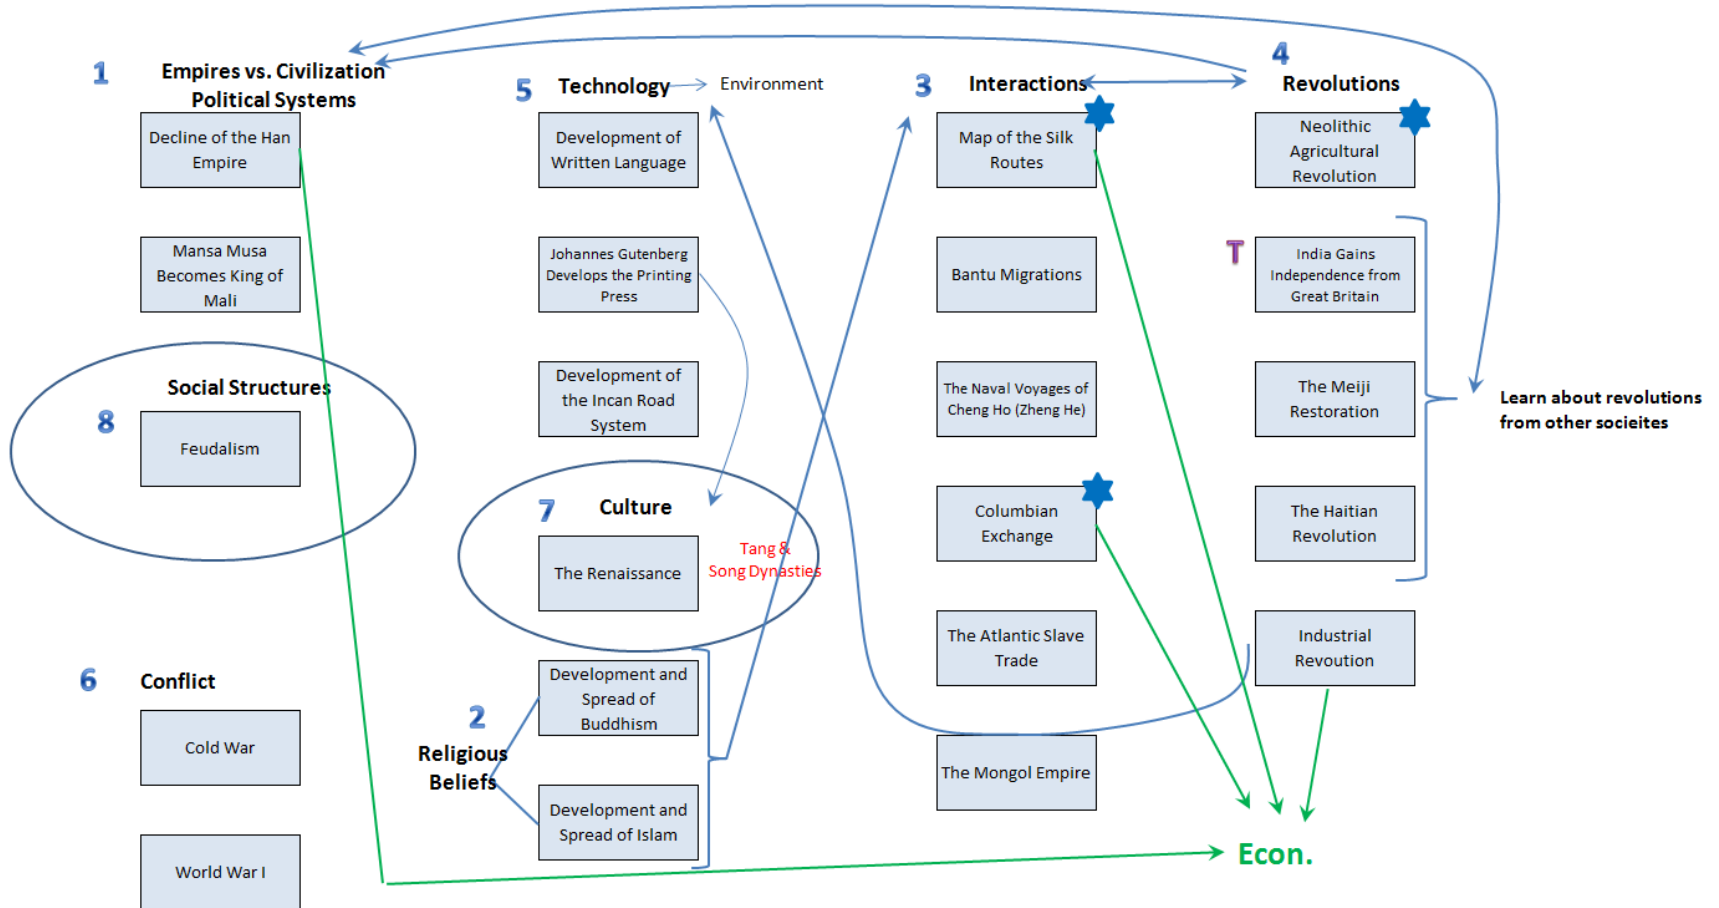 1
Empires vs. Civilization
Political Systems
Decline of the Han
Empire
Mansa Musa
Becomes King of
Mali
Social Structures
8
Feudalism
6
Conflict
Cold War
World War I
5
Technology
Environment
Development of
Written Language
Johannes Gutenberg
Develops the Printing
Press
Development of
the Incan Road
System
7
Culture
The Renaissance
Tang &
Song Dynasties
2
Religious
Beliefs
Development and
Spread of
Buddhism
Development and
Spread of Islam
3
Interactions
Map of the Silk
Routes
Bantu Migrations
The Naval Voyages of
Cheng Ho (Zheng He)
Columbian
Exchange
The Atlantic Slave
Trade
The Mongol Empire
4
Revolutions
Neolithic
Agricultural
Revolution
T
India Gains
Independence from
Great Britain
The Meiji
Restoration
The Haitian
Revolution
Industrial
Revoution
Learn about revolutions
from other socieites
Econ.